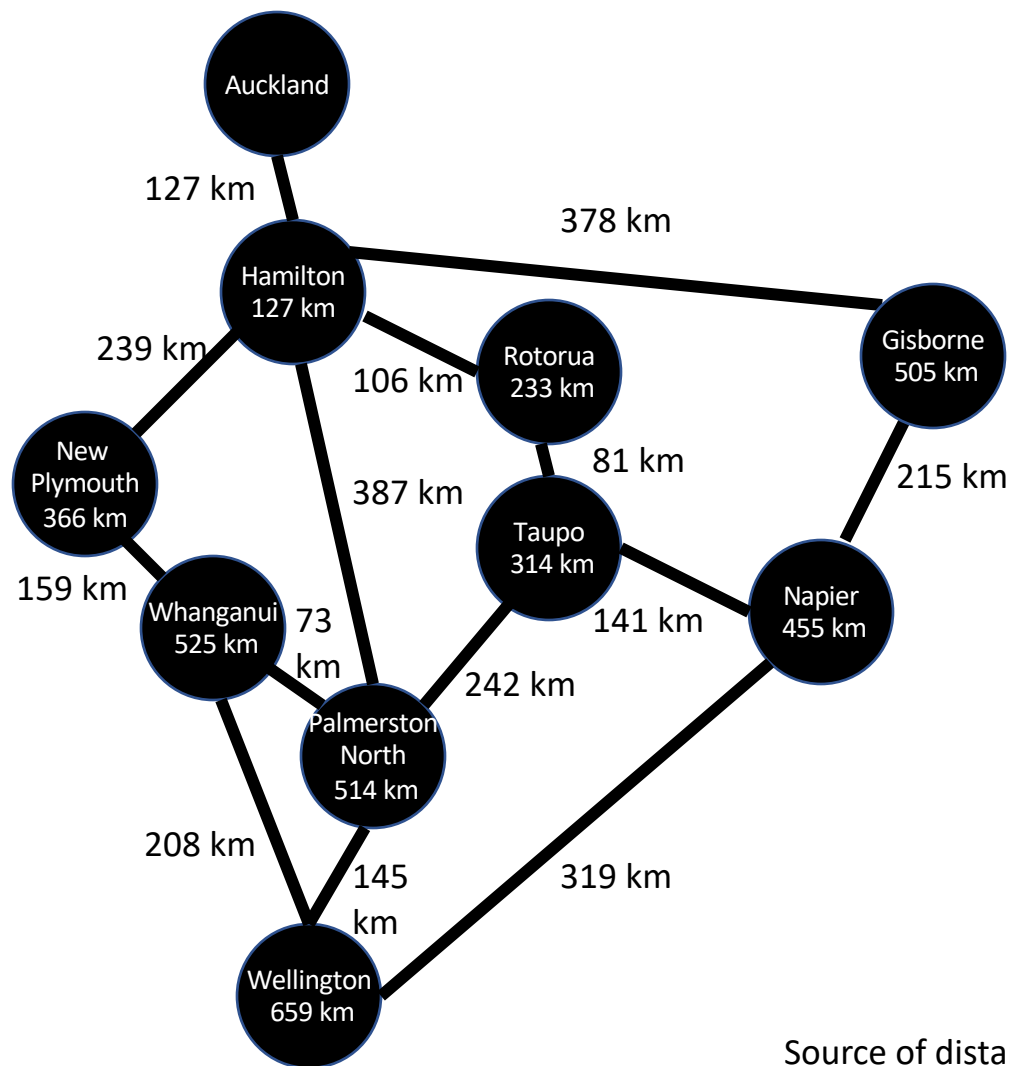 Auckland
127 km
378 km
Hamilton
127 km
Gisborne
505 km
239 km
Rotorua
233 km
106 km
New
Plymouth
366 km
387 km
81 km
215 km
Taupo
314 km
159 km
Whanganui
525 km
73
km
141 km
Napier
455 km
242 km
Palmerston
North
514 km
208 km
145
km
319 km
Wellington
659 km
Source of dista